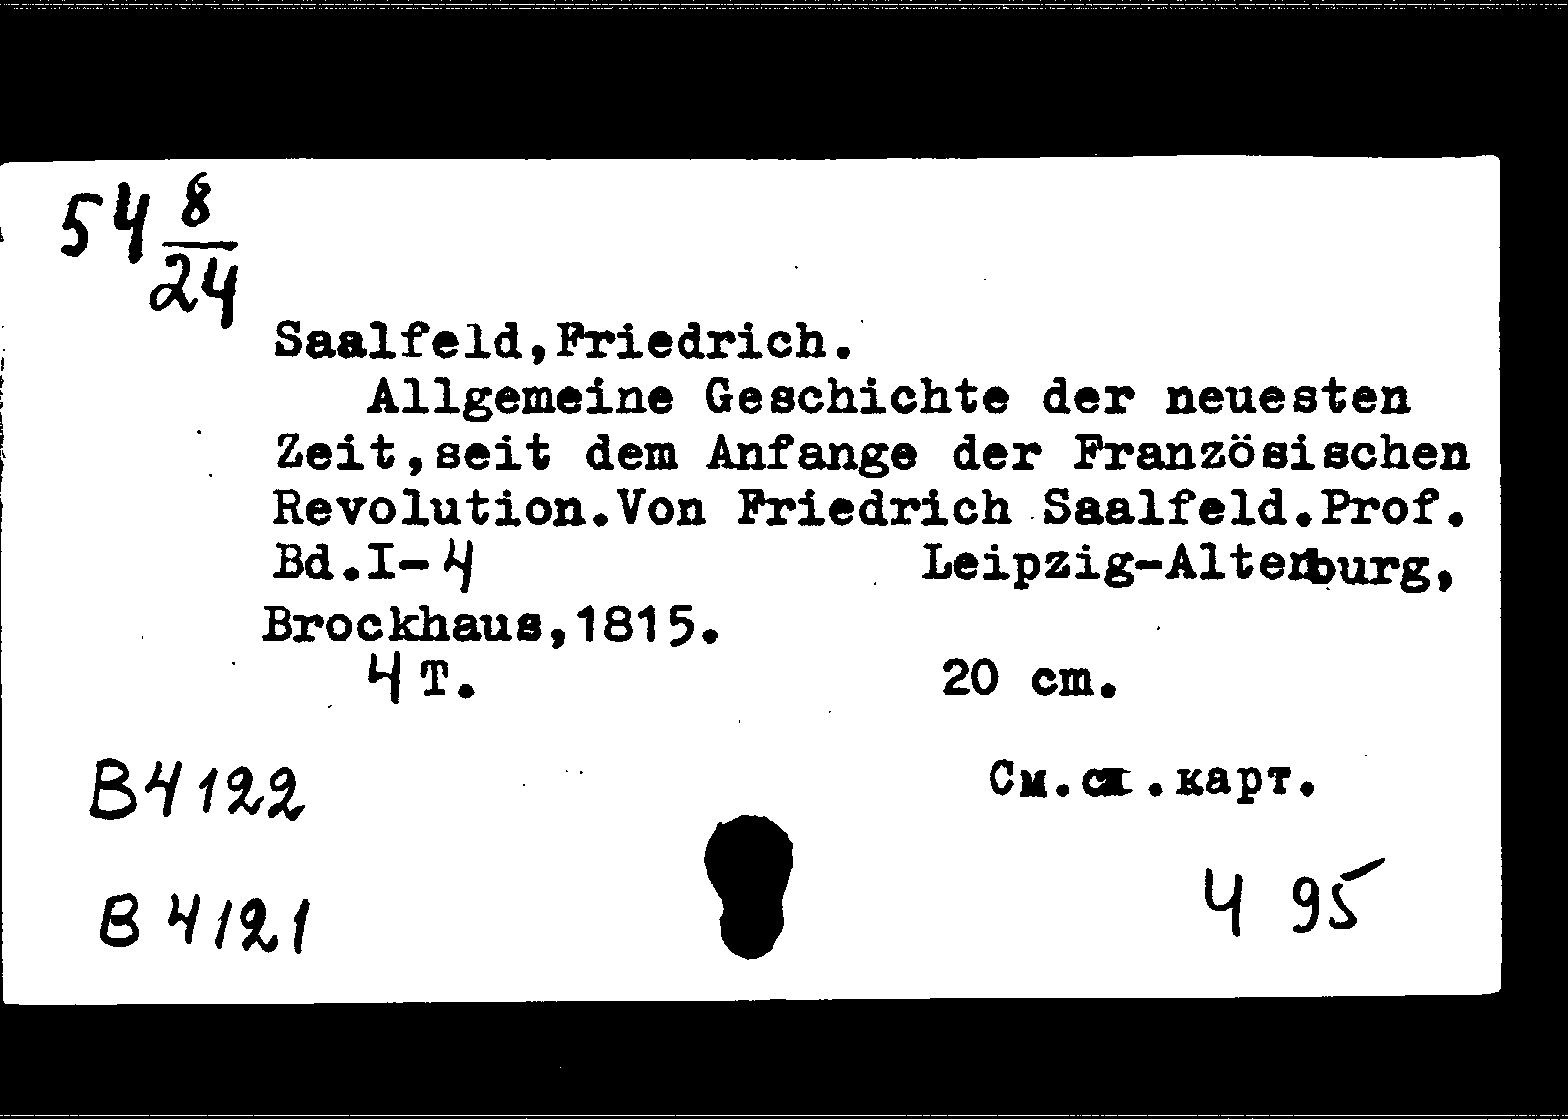 54 8/24
Saalfeld,Friedrich.
Allgemeine Geschichte der neuesten
Zeit,seit dem Anfange der Französischen
Revolution.Von Friedrich Saalfeld.Prof.
Bd.I-4 Leipzig-Altenburg,
Brockhaus,1815.
4 T. 20 cm.
B4122 См.сл.карт.
B 4121 4 95